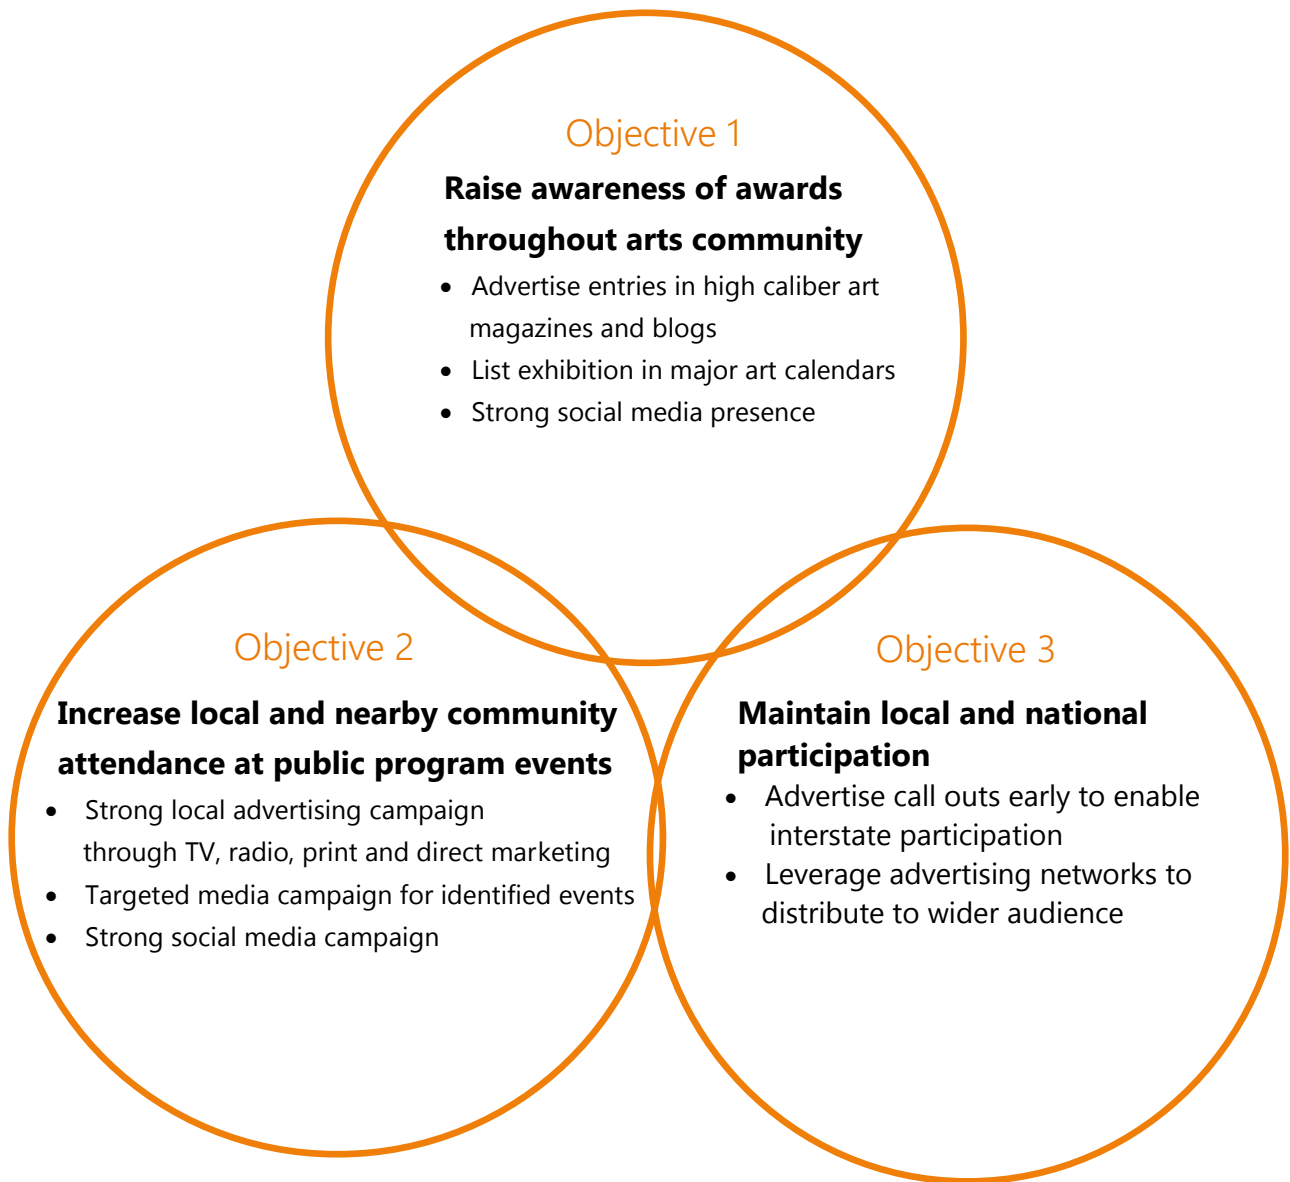 Objective 1
Raise awareness of awards
throughout arts community
• Advertise entries in high caliber art
magazines and blogs
• List exhibition in major art calendars
• Strong social media presence
Objective 2
Increase local and nearby community
attendance at public program events
• Strong local advertising campaign
through TV, radio, print and direct marketing
• Targeted media campaign for identified events
• Strong social media campaign
Objective 3
Maintain local and national
participation
• Advertise call outs early to enable
interstate participation
• Leverage advertising networks to
distribute to wider audience